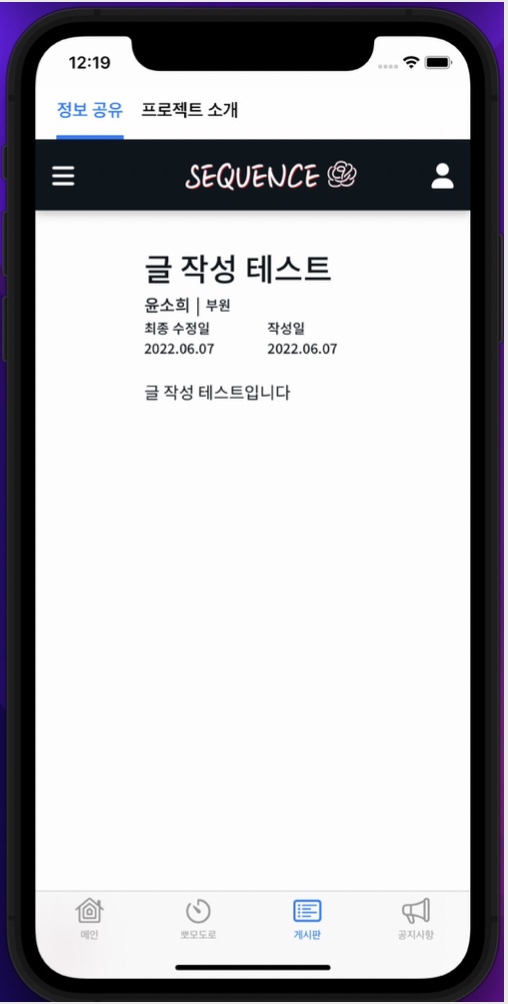 12:19
정보 공유 프로젝트 소개
SEQUENCE
글 작성 테스트
윤소희 | 부원
최종 수정일 작성일
2022.06.07 2022.06.07
글 작성 테스트입니다
메인 뽀모도로 게시판 공지사항